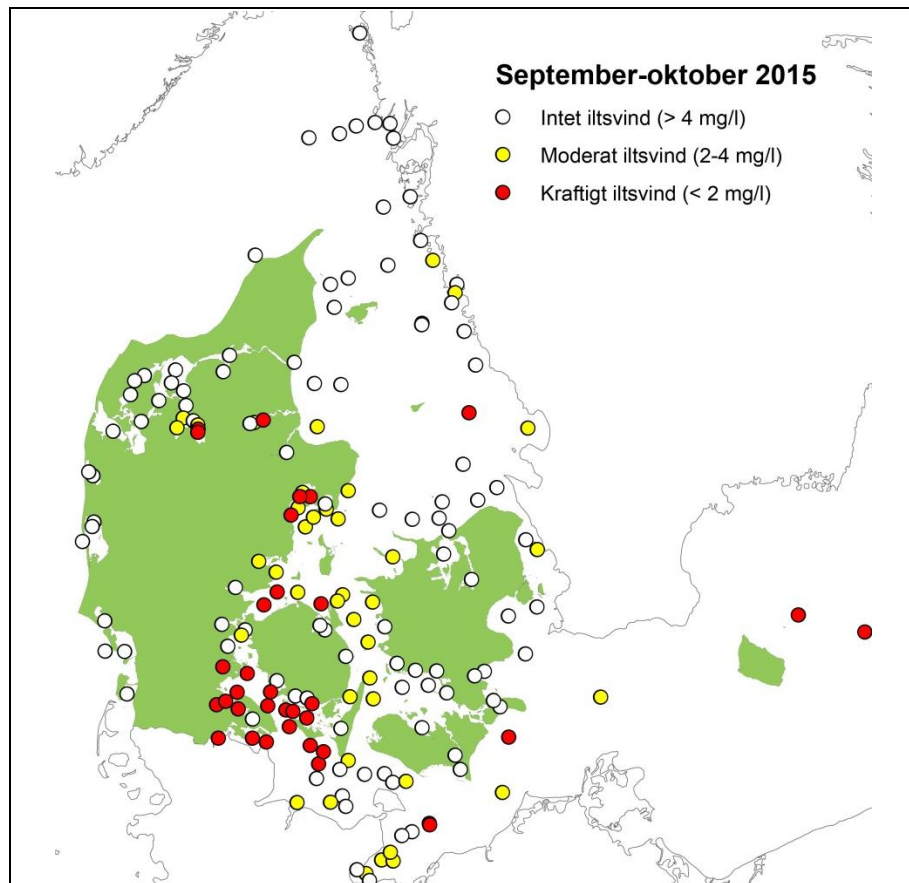 September-oktober 2015
Intet iltsvind (> 4 mg/l)
Moderat iltsvind (2-4 mg/l)
Kraftigt iltsvind (< 2 mg/l)